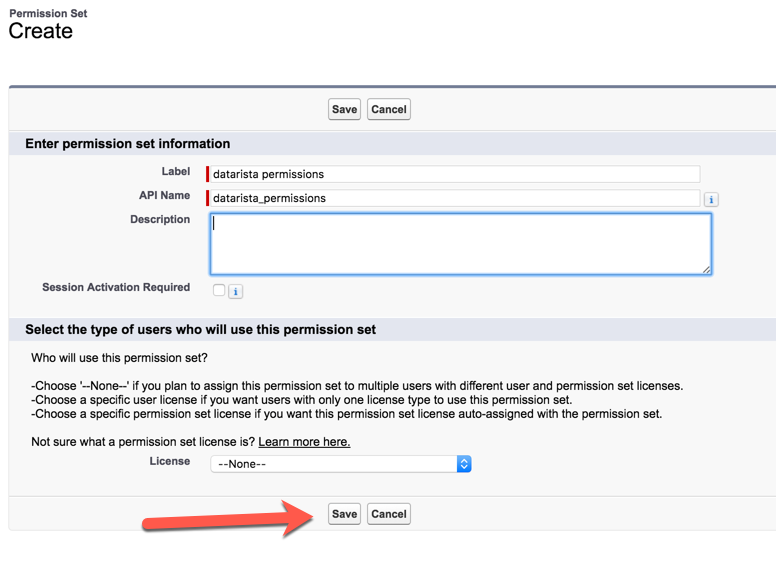 Permission Set
Create
Save Cancel
Enter permission set information
Label datarista permissions
API Name datarista_permissions i
Description
Session Activation Required i
Select the type of users who will use this permission set
Who will use this permission set?
-Choose '--None--' if you plan to assign this permission set to multiple users with different user and permission set licenses.
-Choose a specific user license if you want users with only one license type to use this permission set.
-Choose a specific permission set license if you want this permission set license auto-assigned with the permission set.
Not sure what a permission set license is? Learn more here.
License --None--
Save Cancel